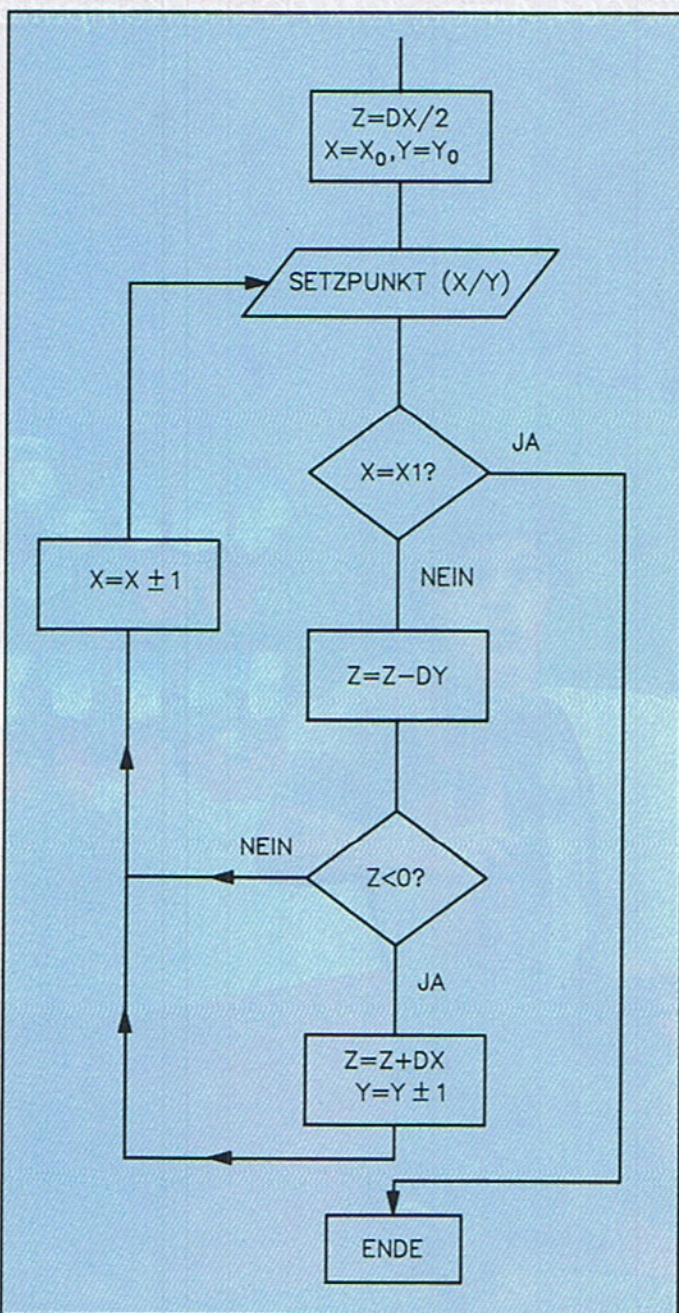 Z=DX/2
X=X₀,Y=Y₀
SETZPUNKT (X/Y)
X=X1?
JA
NEIN
X=X ± 1
Z=Z−DY
NEIN
Z<0?
JA
Z=Z+DX
Y=Y ± 1
ENDE